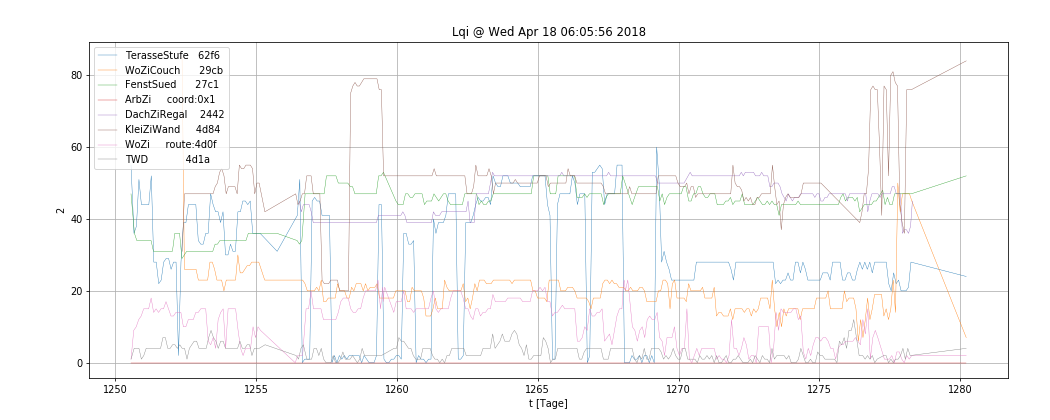 Lqi @ Wed Apr 18 06:05:56 2018
TerasseStufe 62f6
WoZiCouch 29cb
FenstSued 27c1
ArbZi coord:0x1
DachZiRegal 2442
KleiZiWand 4d84
WoZi route:4d0f
TWD 4d1a
80
60
40
20
0
2
1250 1255 1260 1265 1270 1275 1280
t [Tage]